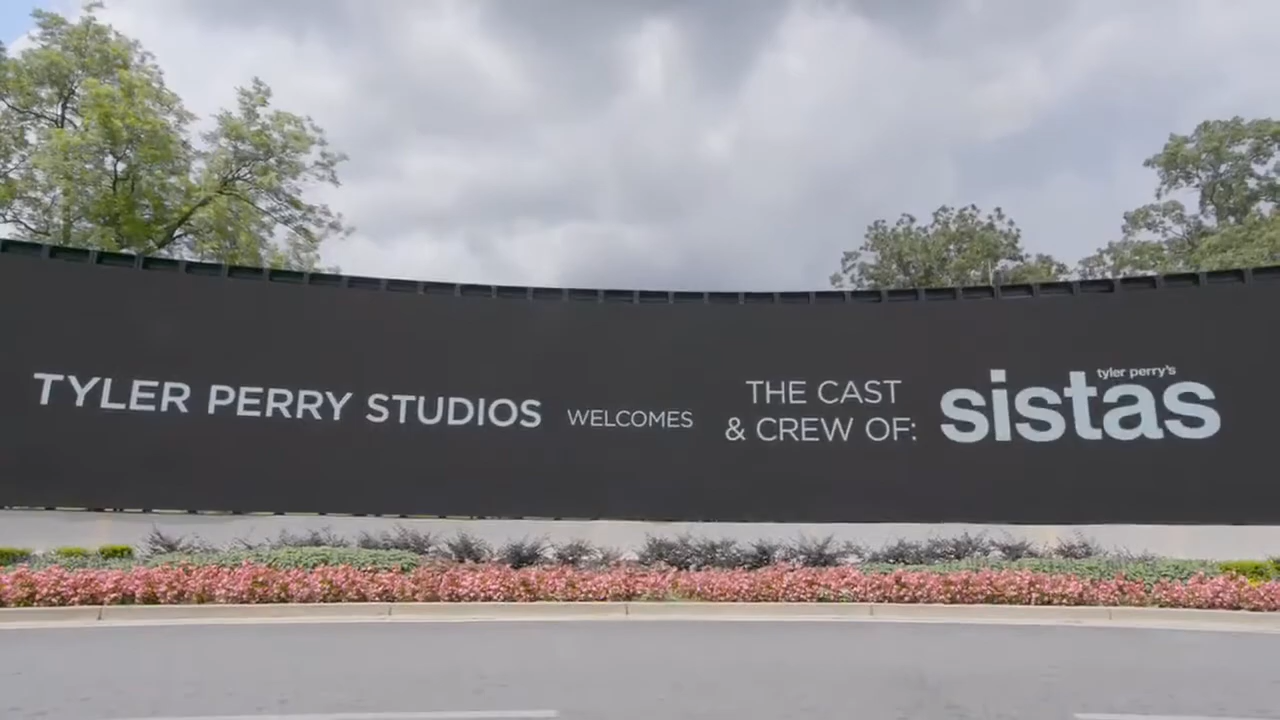 TYLER PERRY STUDIOS WELCOMES
THE CAST
& CREW OF:
tyler perry's
sistas